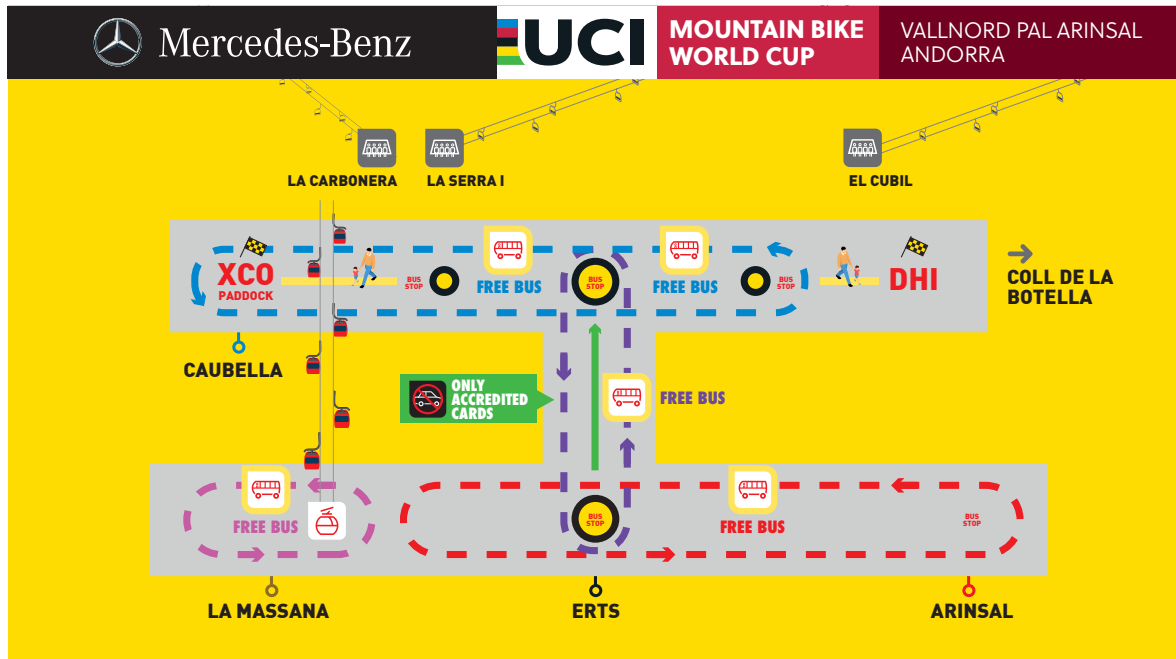 Mercedes-Benz
UCI
MOUNTAIN BIKE
WORLD CUP
VALLNORD PAL ARINSAL
ANDORRA
LA CARBONERA
LA SERRA I
EL CUBIL
XCO
PADDOCK
BUS
STOP
FREE BUS
BUS
STOP
FREE BUS
BUS
STOP
DHI
COLL DE LA
BOTELLA
CAUBELLA
ONLY
ACCREDITED
CARDS
FREE BUS
FREE BUS
BUS
STOP
FREE BUS
BUS
STOP
LA MASSANA
ERTS
ARINSAL